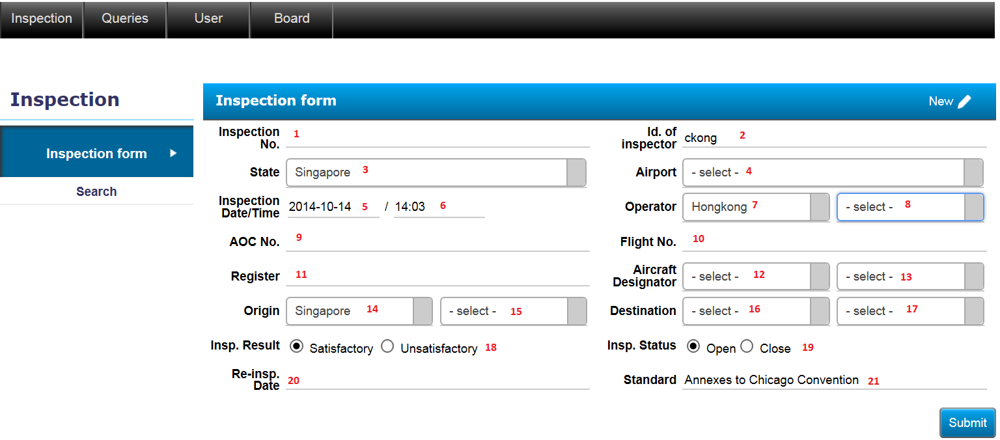 Inspection Queries User Board
Inspection
Inspection form
Search
Inspection form New
Inspection No. 1
Id. of inspector ckong 2
State Singapore 3
Airport - select - 4
Inspection Date/Time 2014-10-14 5 / 14:03 6
Operator Hongkong 7 - select - 8
AOC No. 9
Flight No. 10
Register 11
Aircraft Designator - select - 12 - select - 13
Origin Singapore 14 - select - 15
Destination - select - 16 - select - 17
Insp. Result Satisfactory Unsatisfactory 18
Insp. Status Open Close 19
Re-insp. Date 20
Standard Annexes to Chicago Convention 21
Submit